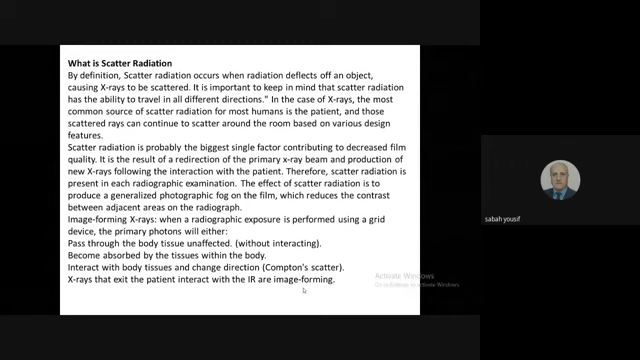 What is Scatter Radiation
By definition, Scatter radiation occurs when radiation deflects off an object,
causing X-rays to be scattered. It is important to keep in mind that scatter radiation
has the ability to travel in all different directions." In the case of X-rays, the most
common source of scatter radiation for most humans is the patient, and those
scattered rays can continue to scatter around the room based on various design
features.
Scatter radiation is probably the biggest single factor contributing to decreased film
quality. It is the result of a redirection of the primary x-ray beam and production of
new X-rays following the interaction with the patient. Therefore, scatter radiation is
present in each radiographic examination. The effect of scatter radiation is to
produce a generalized photographic fog on the film, which reduces the contrast
between adjacent areas on the radiograph.
Image-forming X-rays: when a radiographic exposure is performed using a grid
device, the primary photons will either:
Pass through the body tissue unaffected. (without interacting).
Become absorbed by the tissues within the body.
Interact with body tissues and change direction (Compton's scatter).
X-rays that exit the patient interact with the IR are image-forming.
Activate Windows
Go to Settings to activate Windows.
sabah yousif